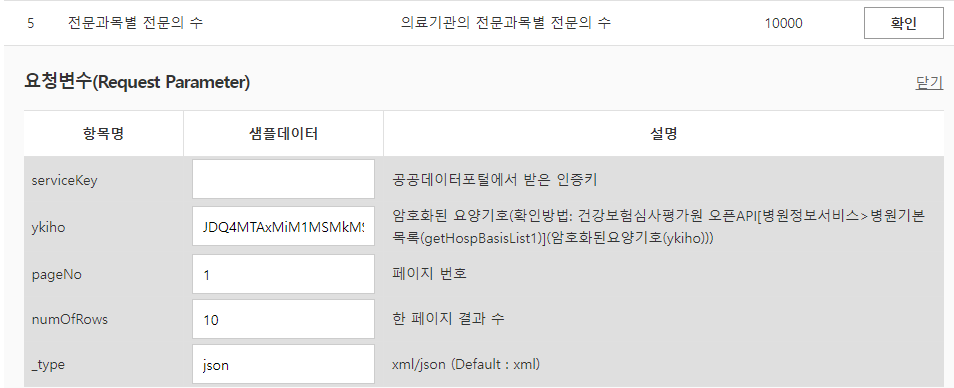 5 전문과목별 전문의 수 의료기관의 전문과목별 전문의 수 10000 확인
요청변수(Request Parameter) 닫기
항목명 샘플데이터 설명
serviceKey 공공데이터포털에서 받은 인증키
ykiho JDQ4MTAxMiM1MSMkMS 암호화된 요양기호(확인방법: 건강보험심사평가원 오픈API[병원정보서비스>병원기본
목록(getHospBasisList1)](암호화된요양기호(ykiho)))
pageNo 1 페이지 번호
numOfRows 10 한 페이지 결과 수
_type json xml/json (Default : xml)